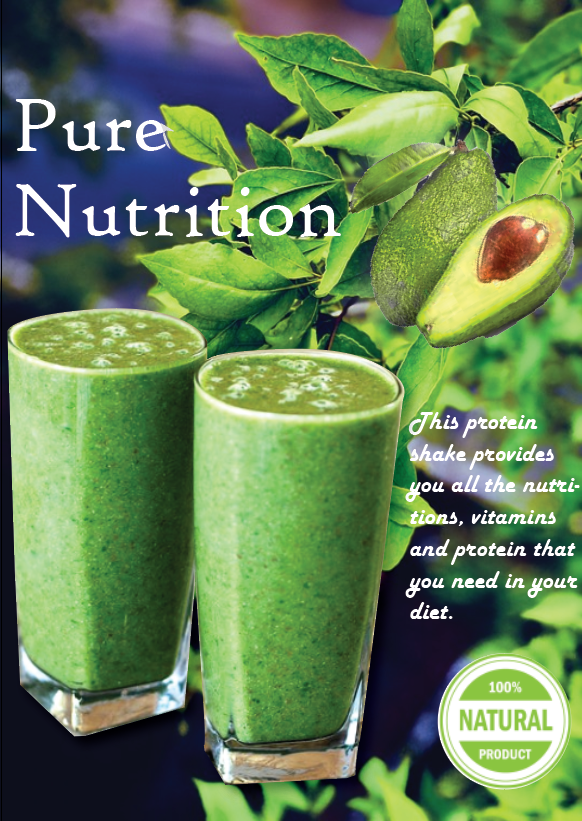 Pure
Nutrition
This protein
shake provides
you all the nutri-
tions, vitamins
and protein that
you need in your
diet.
100%
NATURAL
PRODUCT